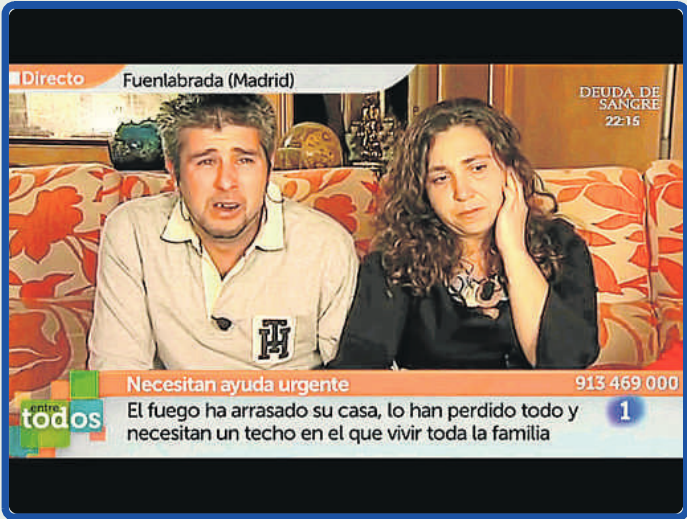 Directo
Fuenlabrada (Madrid)
DEUDA DE
SANGRE
22:15
TH
Necesitan ayuda urgente
913 469 000
entre
todos
El fuego ha arrasado su casa, lo han perdido todo y
necesitan un techo en el que vivir toda la familia
1